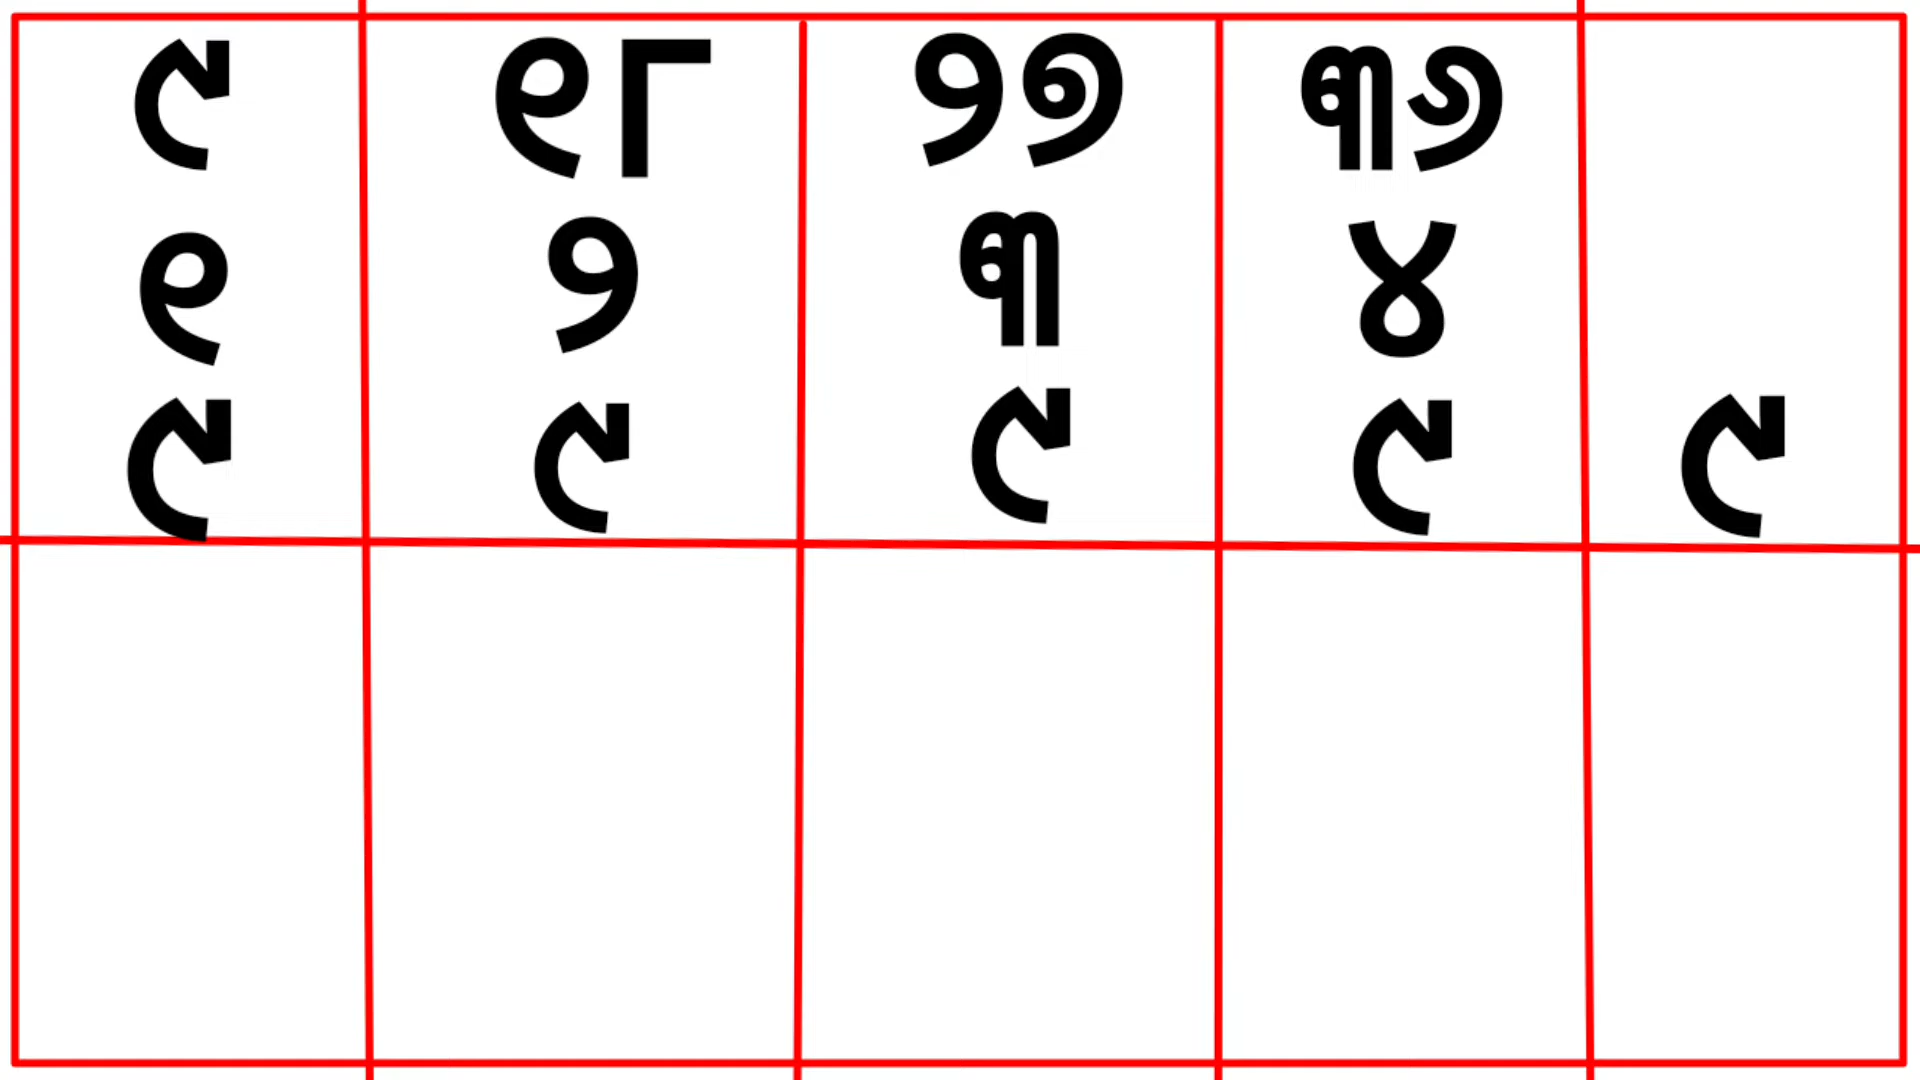 ୯ ୧୮ ୨୭ ୩୬
୧ ୨ ୩ ୪
୯ ୯ ୯ ୯ ୯